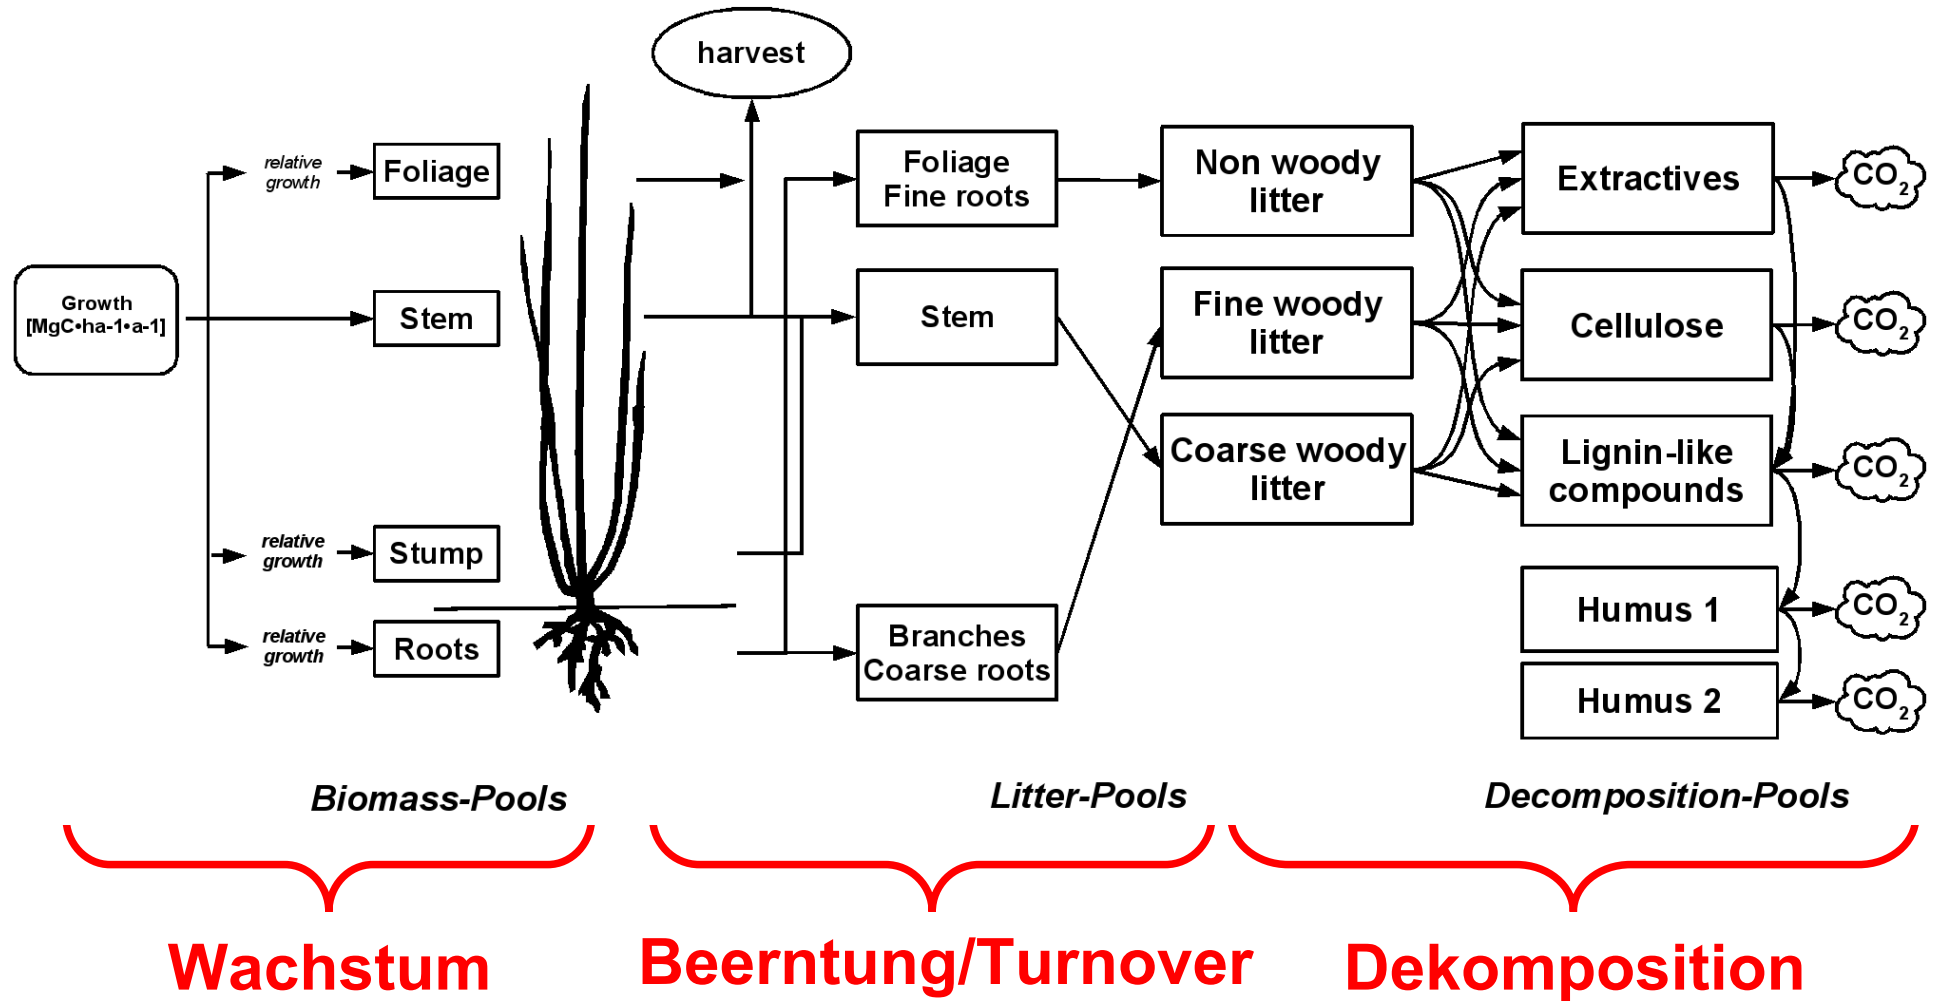 harvest
relative
growth
Foliage
Growth
[MgC•ha-1•a-1]
Stem
relative
growth
Stump
relative
growth
Roots
Foliage
Fine roots
Stem
Branches
Coarse roots
Non woody
litter
Fine woody
litter
Coarse woody
litter
Extractives
Cellulose
Lignin-like
compounds
Humus 1
Humus 2
CO2
CO2
CO2
CO2
CO2
Biomass-Pools
Litter-Pools
Decomposition-Pools
Wachstum
Beerntung/Turnover
Dekomposition